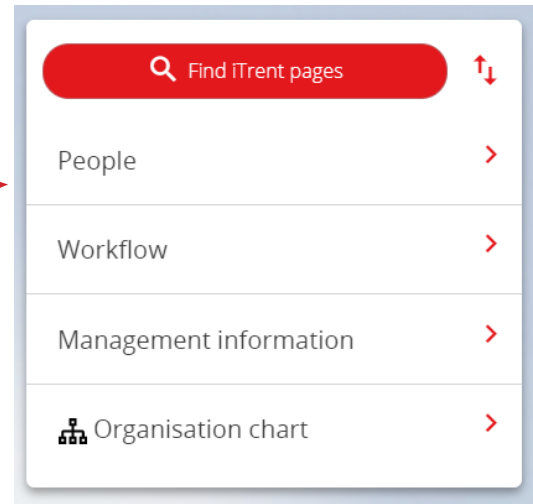 Find iTrent pages
People
Workflow
Management information
Organisation chart